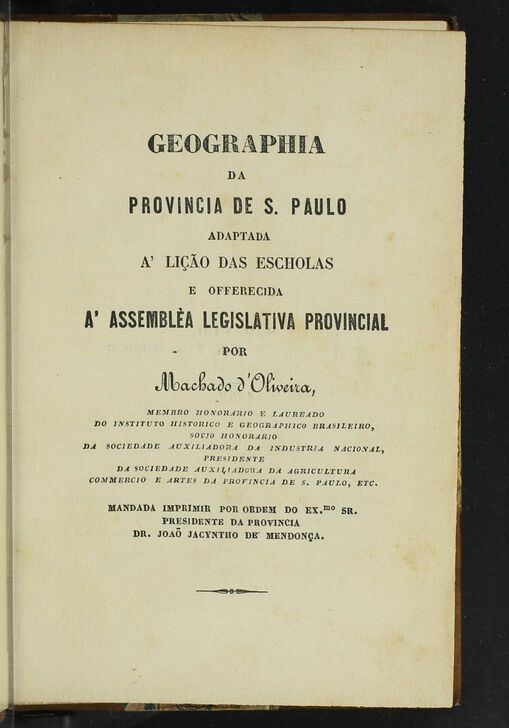 GEOGRAPHIA
DA
PROVINCIA DE S. PAULO
ADAPTADA
A' LIÇÃO DAS ESCHOLAS
E OFFERECIDA
A' ASSEMBLÈA LEGISLATIVA PROVINCIAL
POR
Machado d'Oliveira,
MEMBRO HONORARIO E LAUREADO
DO INSTITUTO HISTORICO E GEOGRAPHICO BRASILEIRO,
SOCIO HONORARIO
DA SOCIEDADE AUXILIADORA DA INDUSTRIA NACIONAL,
PRESIDENTE
DA SOCIEDADE AUXILIADORA DA AGRICULTURA
COMMERCIO E ARTES DA PROVINCIA DE S. PAULO, ETC.
MANDADA IMPRIMIR POR ORDEM DO EX.mo SR.
PRESIDENTE DA PROVINCIA
DR. JOAÕ JACYNTHO DE MENDONÇA.